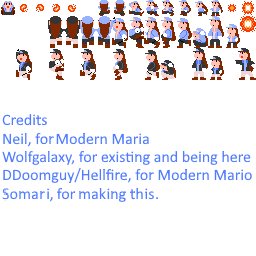 Credits
Neil, for Modern Maria
Wolfgalaxy, for existing and being here
DDoomguy/Hellfire, for Modern Mario
Somari, for making this.